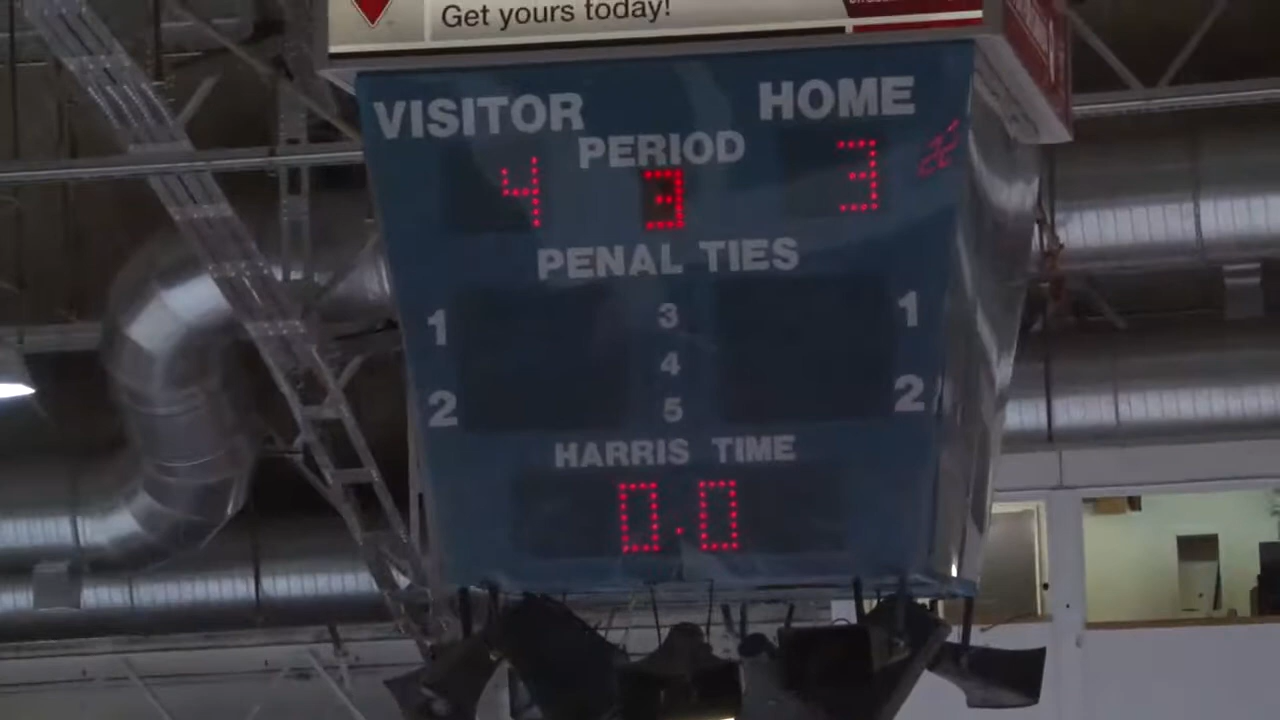 Get yours today!
VISITOR HOME
PERIOD
4 3 3
PENAL TIES
1 3 1
4
2 5 2
HARRIS TIME
0.0